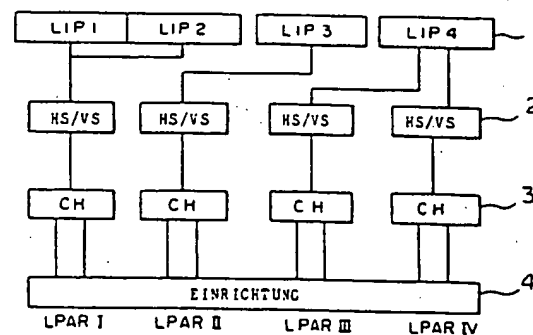 LIP 1 LIP 2 LIP 3 LIP 4
HS/VS HS/VS HS/VS HS/VS 2
CH CH CH CH 3
EINRICHTUNG 4
LPAR I LPAR II LPAR III LPAR IV